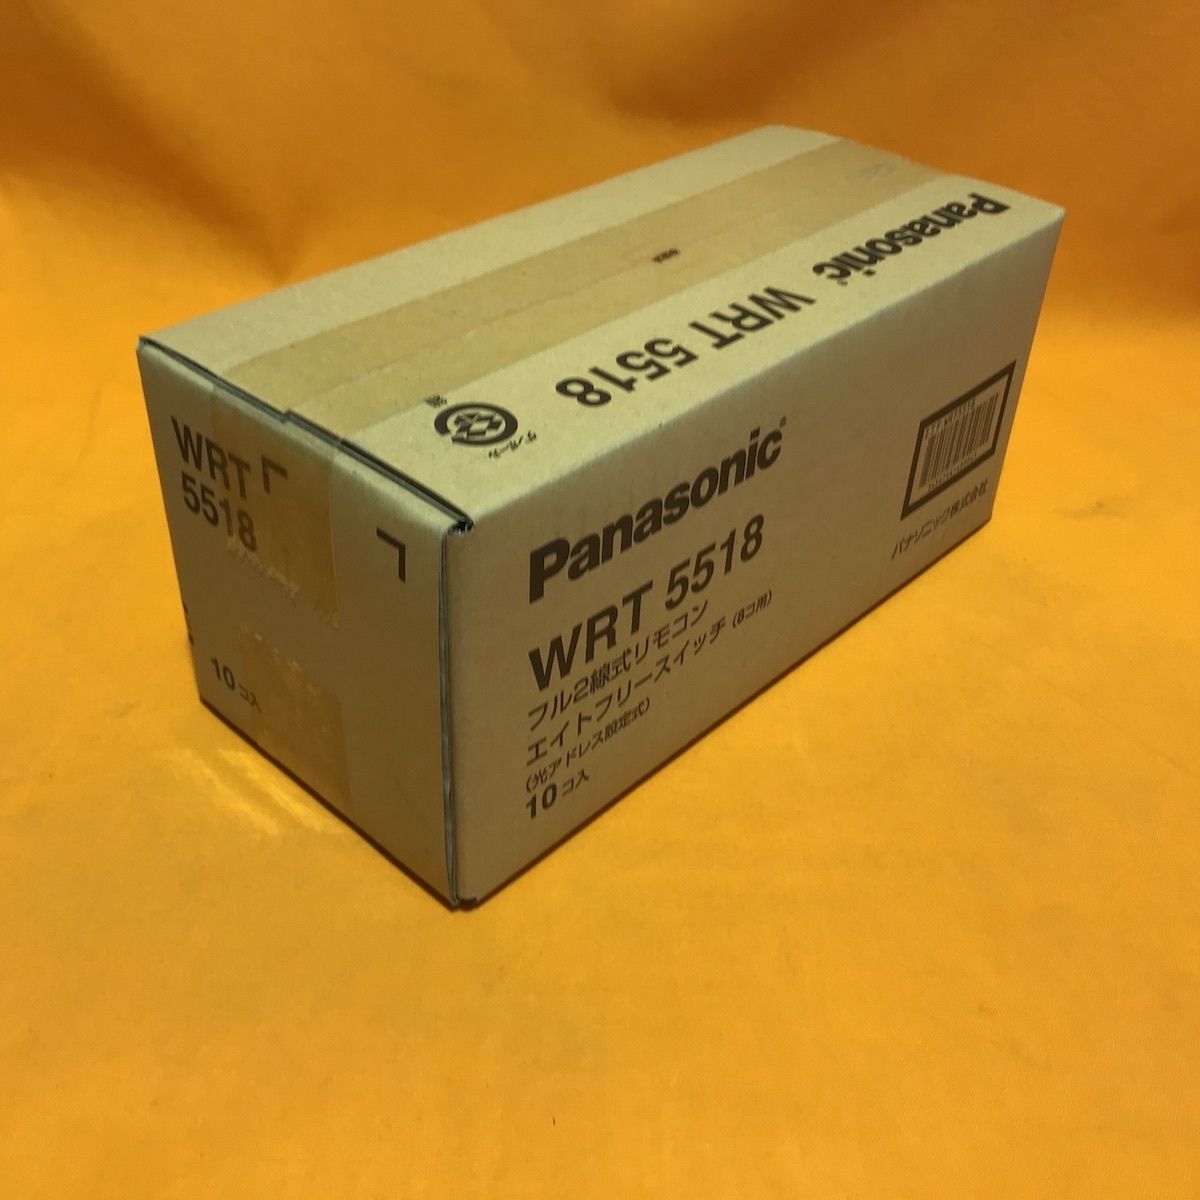 Panasonic
WRT 5518
ダンボール
WRT
5518
10コ入
Panasonic
WRT 5518
フル2線式リモコン
エイトフリースイッチ(8コ用)
(光アドレス設定式)
10コ入
パナソニック株式会社